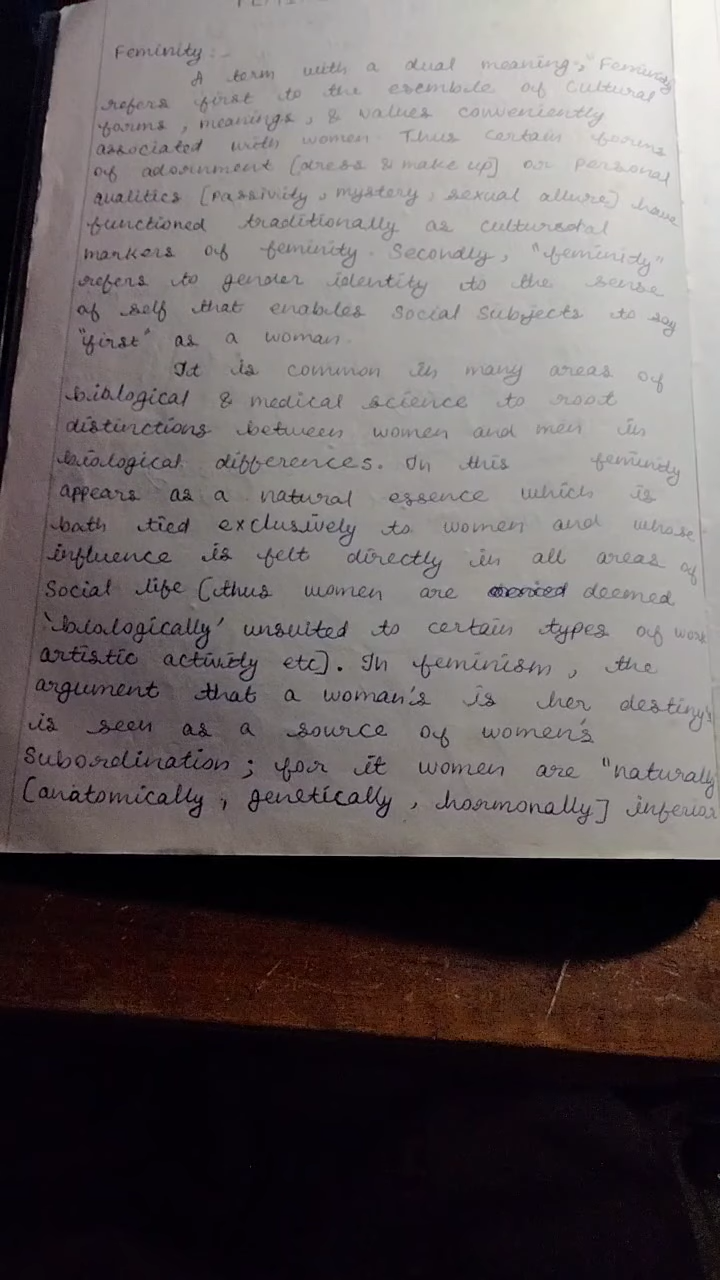 Feminity :-
A term with a dual meaning, "Feminity
refers first to the esemble of Cultural
forms, meanings, & values conveniently
associated with women Thus Certain forms
of adornment [dress & make up] or personal
qualities [passivity, mystery, sexual allure] have
functioned traditionally as cultursdal
markers of feminity. Secondly, "feminity"
refers to gender identity to the sense
of self that enables Social Subjects to say
"first" as a woman.
It is common in many areas of
biological & medical science to root
distinctions between women and men in
biological differences. In this feminity
appears as a natural essence which is
both tied exclusively to women and whose
influence is felt directly in all areas of
Social life (thus women are deemed
'biologically' unsuited to certain types of work
artistic activity etc]. In feminism, the
argument that a woman's is her destiny's
is seen as a source of women's
Subordination; for it women are "naturally
[anatomically, genetically, hormonally] inferior